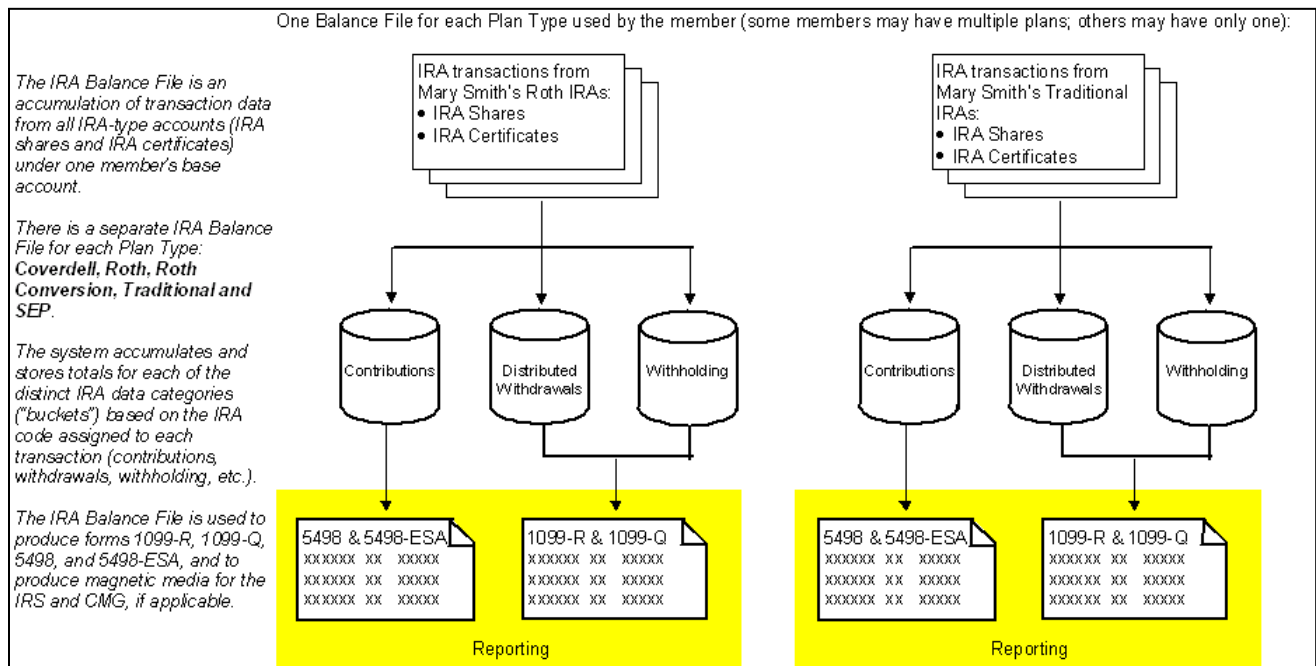 One Balance File for each Plan Type used by the member (some members may have multiple plans; others may have only one):
The IRA Balance File is an
accumulation of transaction data
from all IRA-type accounts (IRA
shares and IRA certificates)
under one member's base
account.
There is a separate IRA Balance
File for each Plan Type:
Coverdell, Roth, Roth
Conversion, Traditional and
SEP.
The system accumulates and
stores totals for each of the
distinct IRA data categories
("buckets") based on the IRA
code assigned to each
transaction (contributions,
withdrawals, withholding, etc.).
The IRA Balance File is used to
produce forms 1099-R, 1099-Q,
5498, and 5498-ESA, and to
produce magnetic media for the
IRS and CMG, if applicable.
IRA transactions from
Mary Smith's Roth IRAs:
• IRA Shares
• IRA Certificates
Contributions
Distributed
Withdrawals
Withholding
5498 & 5498-ESA
XXXXXX XX XXXXX
XXXXXX XX XXXXX
XXXXXX XX XXXXX
1099-R & 1099-Q
XXXXXX XX XXXXX
XXXXXX XX XXXXX
XXXXXX XX XXXXX
Reporting
IRA transactions from
Mary Smith's Traditional
IRAs:
• IRA Shares
• IRA Certificates
Contributions
Distributed
Withdrawals
Withholding
5498 & 5498-ESA
XXXXXX XX XXXXX
XXXXXX XX XXXXX
XXXXXX XX XXXXX
1099-R & 1099-Q
XXXXXX XX XXXXX
XXXXXX XX XXXXX
XXXXXX XX XXXXX
Reporting